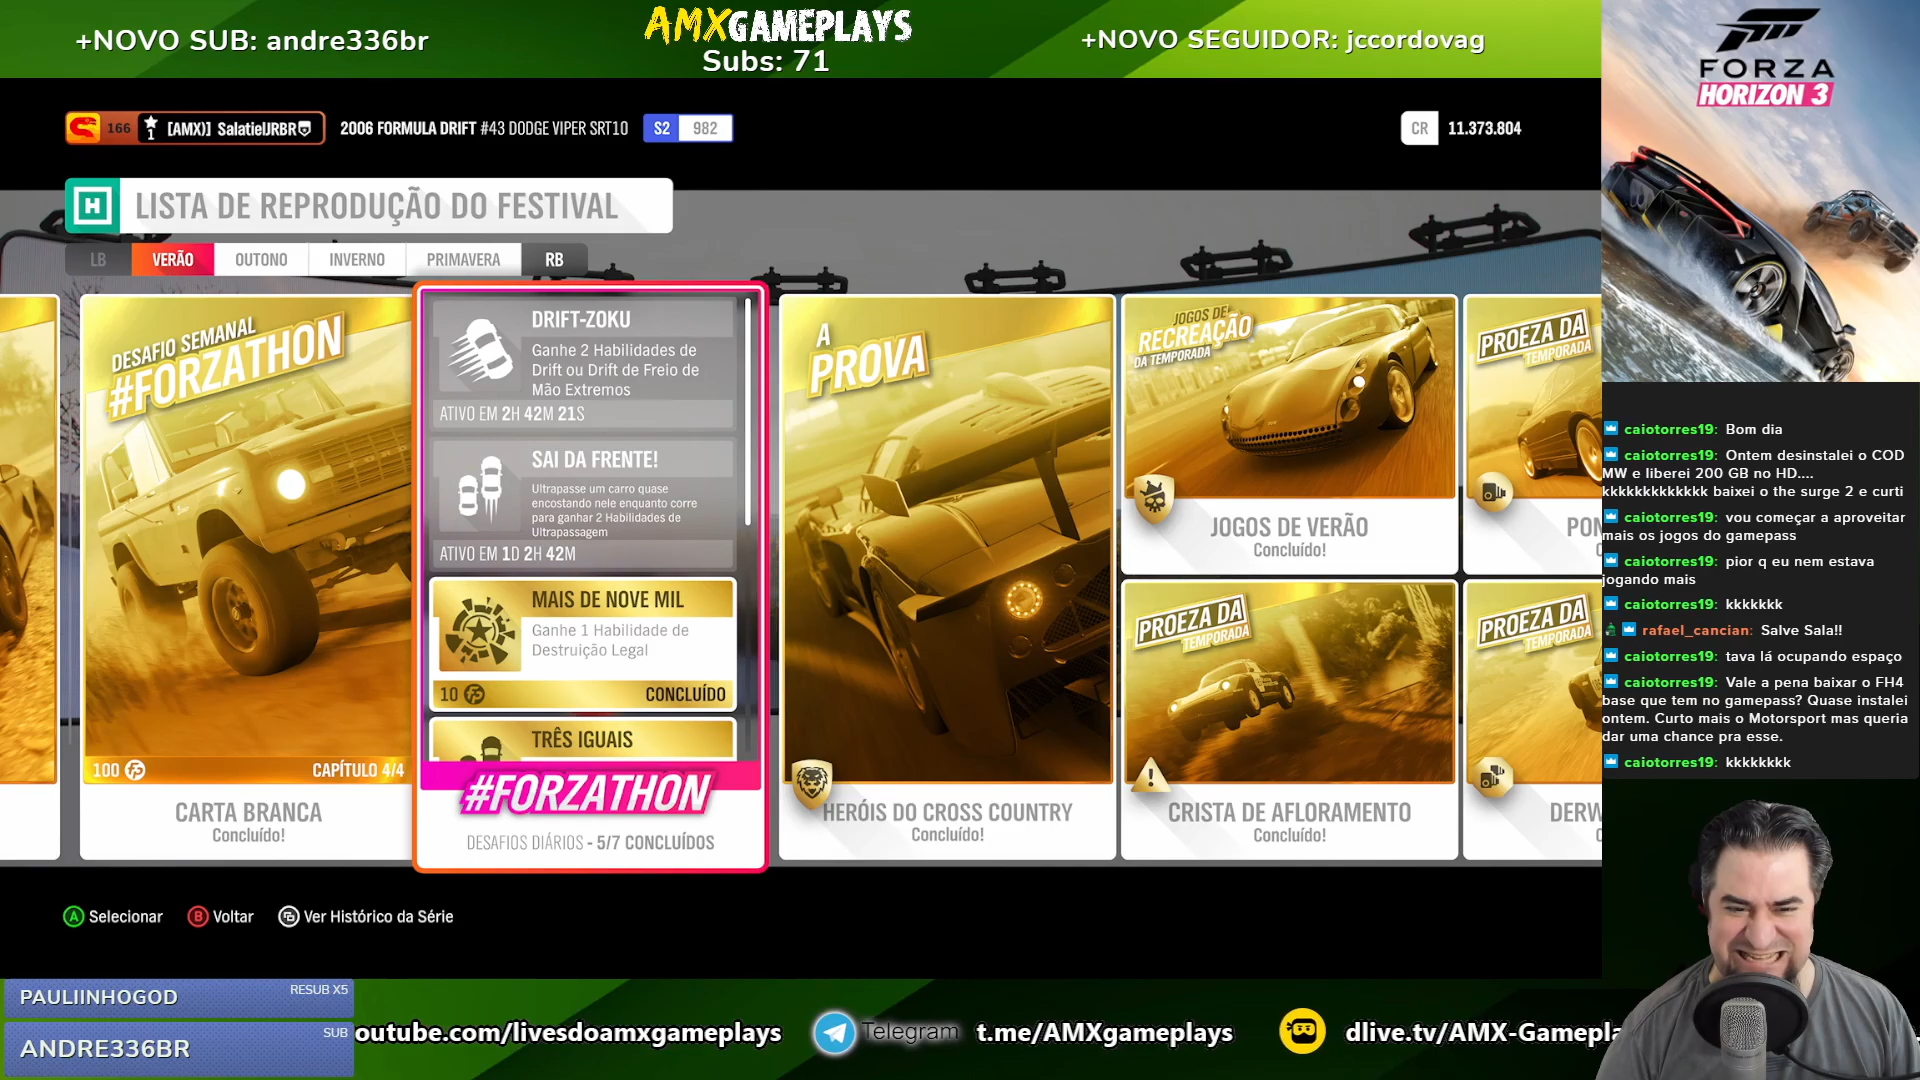 +NOVO SUB: andre336br
AMXGAMEPLAYS
Subs: 71
+NOVO SEGUIDOR: jccordovag
FORZA
HORIZON 3
166
1
[AMX)] SalatielJRBR
2006 FORMULA DRIFT #43 DODGE VIPER SRT10
S2 982
CR 11.373.804
LISTA DE REPRODUÇÃO DO FESTIVAL
LB VERÃO OUTONO INVERNO PRIMAVERA RB
DESAFIO SEMANAL
#FORZATHON
100
CAPÍTULO 4/4
CARTA BRANCA
Concluído!
DRIFT-ZOKU
Ganhe 2 Habilidades de
Drift ou Drift de Freio de
Mão Extremos
ATIVO EM 2H 42M 21S
SAI DA FRENTE!
Ultrapasse um carro quase
encostando nele enquanto corre
para ganhar 2 Habilidades de
Ultrapassagem
ATIVO EM 1D 2H 42M
MAIS DE NOVE MIL
Ganhe 1 Habilidade de
Destruição Legal
10 CONCLUÍDO
TRÊS IGUAIS
#FORZATHON
DESAFIOS DIÁRIOS - 5/7 CONCLUÍDOS
A
PROVA
HERÓIS DO CROSS COUNTRY
Concluído!
JOGOS DE
RECREAÇÃO
DA TEMPORADA
JOGOS DE VERÃO
Concluído!
PROEZA DA
TEMPORADA
CRISTA DE AFLORAMENTO
Concluído!
PROEZA DA
TEMPORADA
PON
PROEZA DA
TEMPORADA
DERW
A Selecionar B Voltar Ver Histórico da Série
caiotorres19: Bom dia
caiotorres19: Ontem desinstalei o COD
MW e liberei 200 GB no HD....
kkkkkkkkkkkkk baixei o the surge 2 e curti
caiotorres19: vou começar a aproveitar
mais os jogos do gamepass
caiotorres19: pior q eu nem estava
jogando mais
caiotorres19: kkkkkkk
rafael_cancian: Salve Sala!!
caiotorres19: tava lá ocupando espaço
caiotorres19: Vale a pena baixar o FH4
base que tem no gamepass? Quase instalei
ontem. Curto mais o Motorsport mas queria
dar uma chance pra esse.
caiotorres19: kkkkkkkk
PAULIINHOGOD
RESUB X5
ANDRE336BR
SUB
outube.com/livesdoamxgameplays
Telegram
t.me/AMXgameplays
dlive.tv/AMX-Gamepla